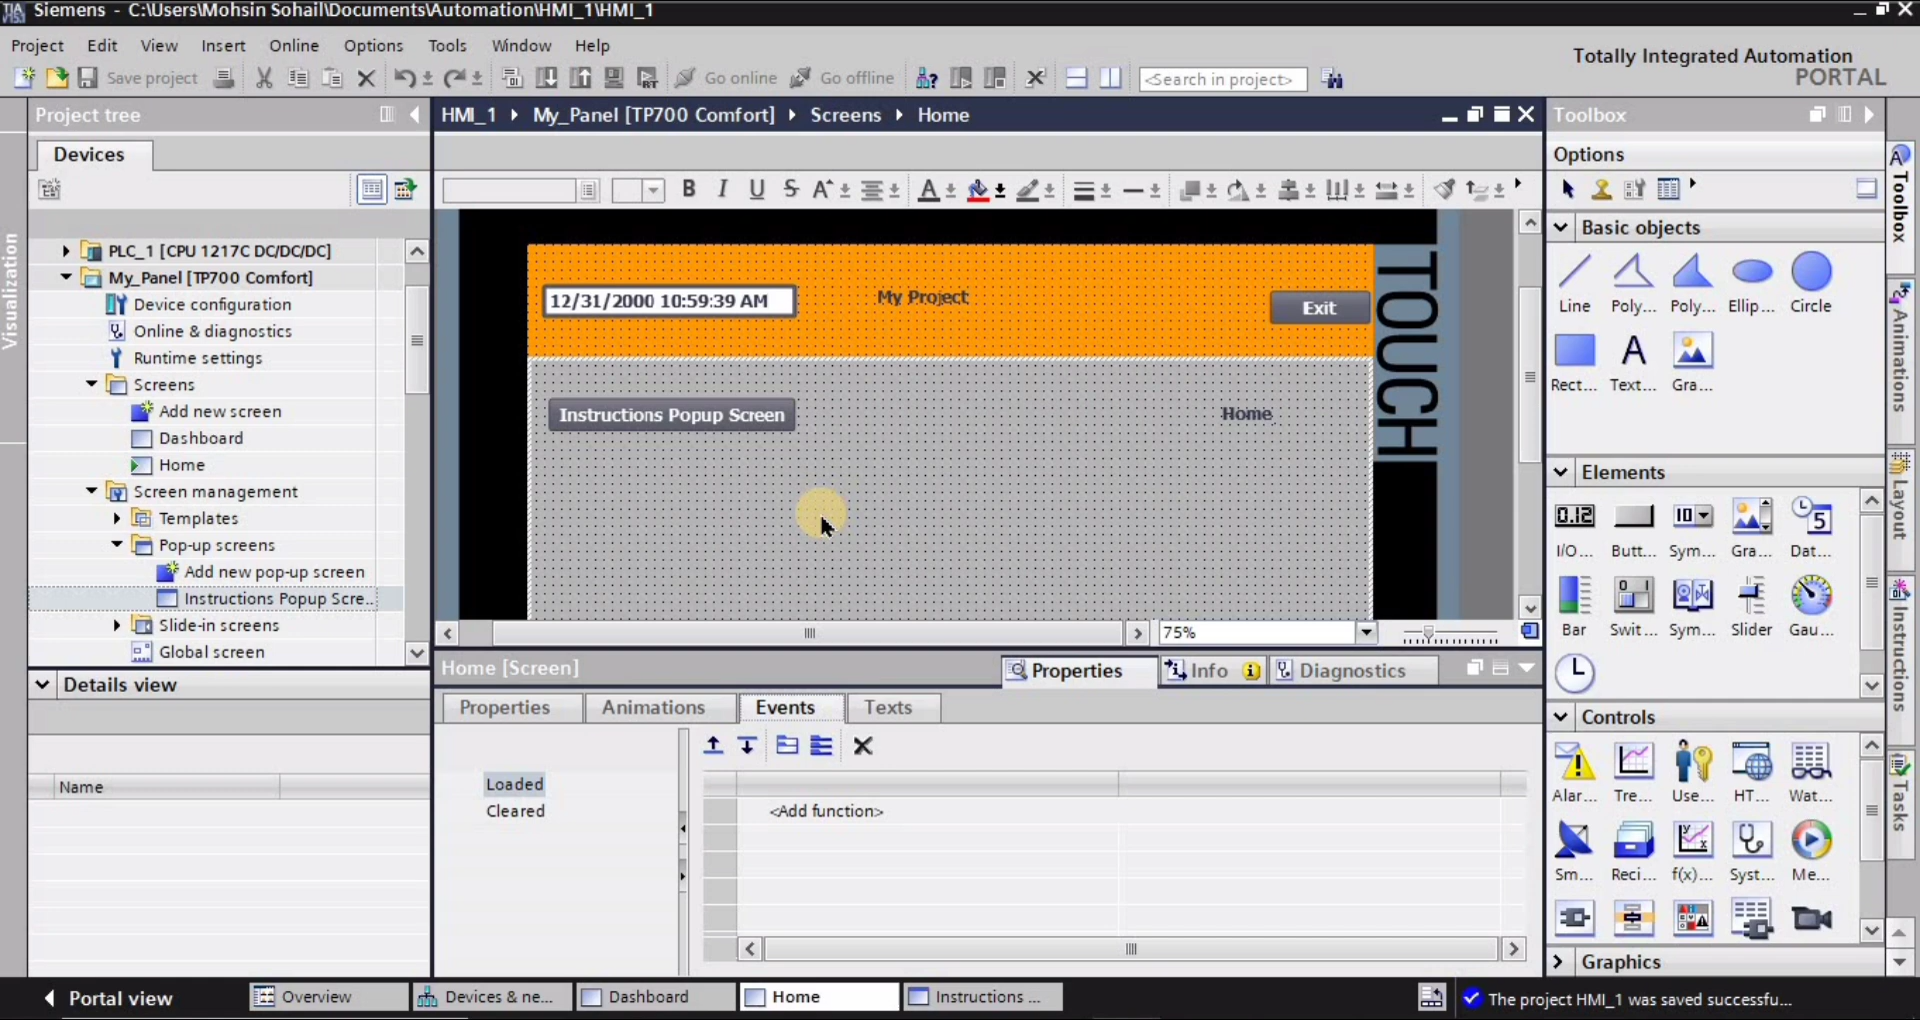 Siemens - C:\Users\Mohsin Sohail\Documents\Automation\HMI_1\HMI_1
Project Edit View Insert Online Options Tools Window Help
Totally Integrated Automation
PORTAL
Save project
Go online
Go offline
<Search in project>
Project tree
HMI_1 ▸ My_Panel [TP700 Comfort] ▸ Screens ▸ Home
Toolbox
Devices
Options
PLC_1 [CPU 1217C DC/DC/DC]
My_Panel [TP700 Comfort]
Device configuration
Online & diagnostics
Runtime settings
Screens
Add new screen
Dashboard
Home
Screen management
Templates
Pop-up screens
Add new pop-up screen
Instructions Popup Scre..
Slide-in screens
Global screen
Details view
Name
Visualization
12/31/2000 10:59:39 AM
My Project
Exit
TOUCH
Instructions Popup Screen
Home
75%
Home [Screen]
Properties
Info
Diagnostics
Properties
Animations
Events
Texts
Loaded
Cleared
<Add function>
Basic objects
Line Poly... Poly... Ellip... Circle
Rect... Text... Gra...
Elements
I/O... Butt... Sym... Gra... Dat...
Bar Swit... Sym... Slider Gau...
Controls
Alar... Tre... Use... HT... Wat...
Sm... Reci... f(x)... Syst... Me...
Graphics
Toolbox
Animations
Layout
Instructions
Tasks
Portal view
Overview
Devices & ne...
Dashboard
Home
Instructions ...
The project HMI_1 was saved successfu...